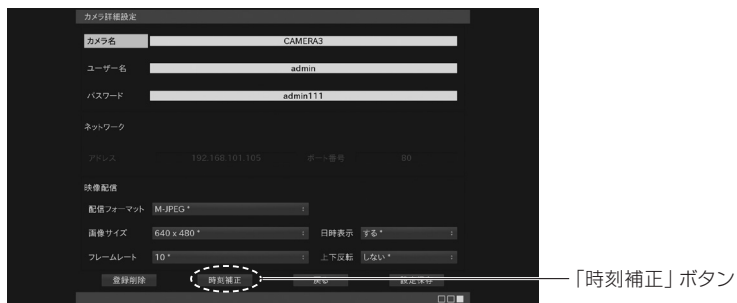 カメラ詳細設定
カメラ名 CAMERA3
ユーザー名 admin
パスワード admin111
ネットワーク
アドレス 192.168.101.105 ポート番号 80
映像配信
配信フォーマット M-JPEG *
画像サイズ 640 x 480 * 日時表示 する *
フレームレート 10 * 上下反転 しない *
登録削除 時刻補正 戻る 設定保存
「時刻補正」ボタン